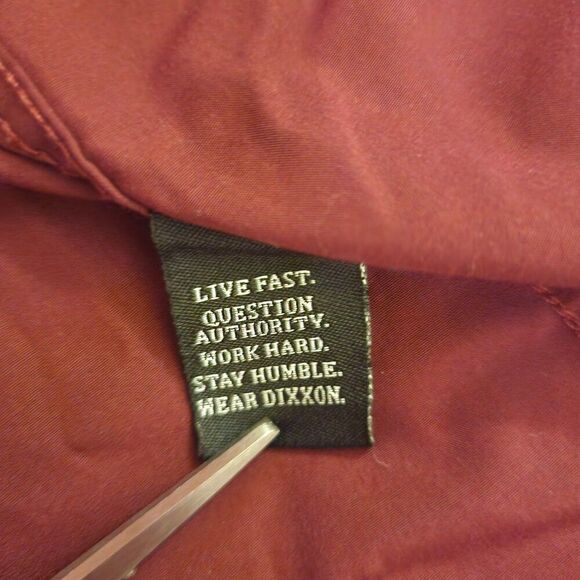 LIVE FAST.
QUESTION
AUTHORITY.
WORK HARD.
STAY HUMBLE.
WEAR DIXXON.